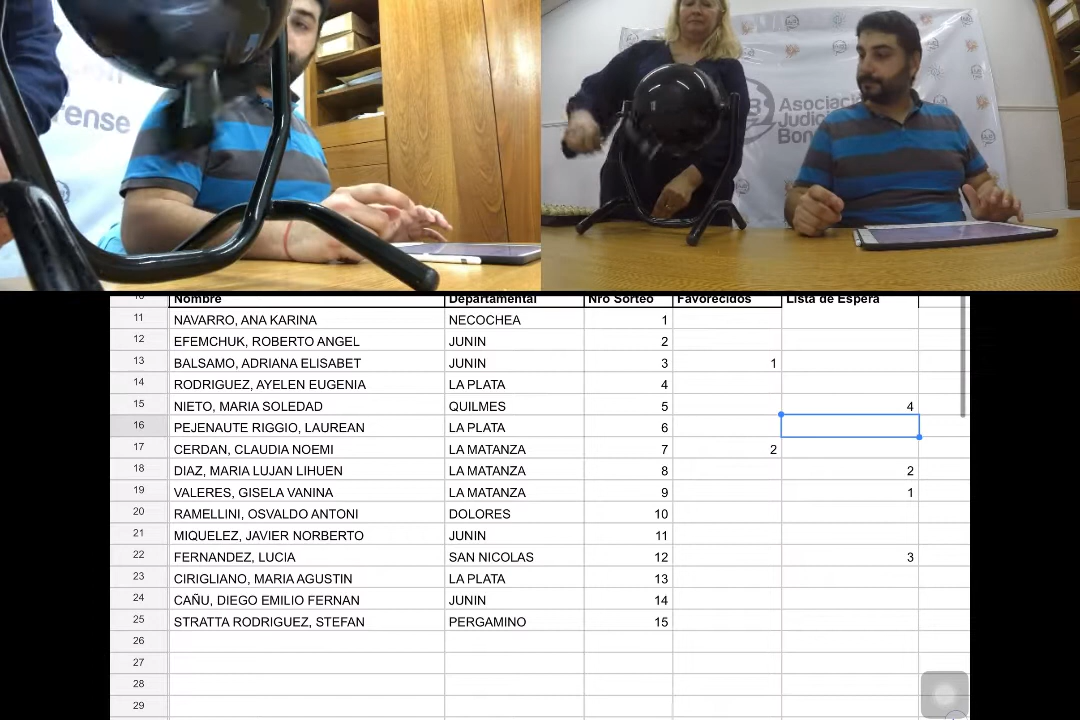 ense
Asociació
Judicia
Bon
10 Nombre Departamental Nro Sorteo Favorecidos Lista de Espera
11 NAVARRO, ANA KARINA NECOCHEA 1
12 EFEMCHUK, ROBERTO ANGEL JUNIN 2
13 BALSAMO, ADRIANA ELISABET JUNIN 3 1
14 RODRIGUEZ, AYELEN EUGENIA LA PLATA 4
15 NIETO, MARIA SOLEDAD QUILMES 5 4
16 PEJENAUTE RIGGIO, LAUREAN LA PLATA 6
17 CERDAN, CLAUDIA NOEMI LA MATANZA 7 2
18 DIAZ, MARIA LUJAN LIHUEN LA MATANZA 8 2
19 VALERES, GISELA VANINA LA MATANZA 9 1
20 RAMELLINI, OSVALDO ANTONI DOLORES 10
21 MIQUELEZ, JAVIER NORBERTO JUNIN 11
22 FERNANDEZ, LUCIA SAN NICOLAS 12 3
23 CIRIGLIANO, MARIA AGUSTIN LA PLATA 13
24 CAÑU, DIEGO EMILIO FERNAN JUNIN 14
25 STRATTA RODRIGUEZ, STEFAN PERGAMINO 15
26
27
28
29